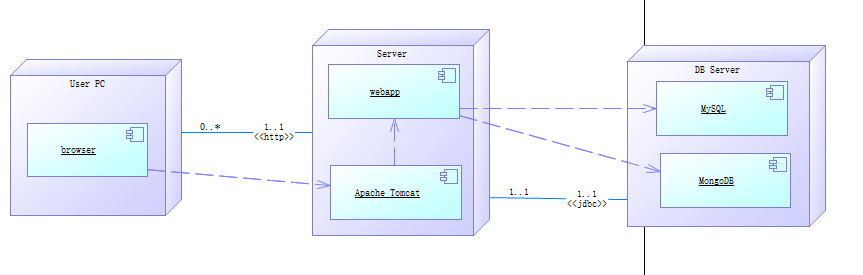 User PC
browser
0..*
1..1
<<http>>
Server
webapp
Apache Tomcat
1..1
1..1
<<jdbc>>
DB Server
MySQL
MongoDB